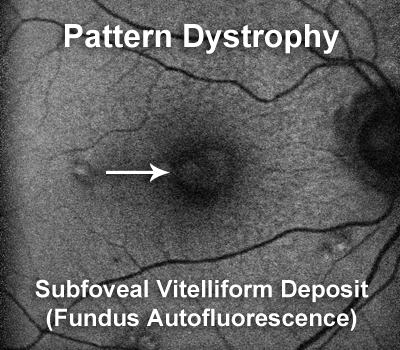 Pattern Dystrophy
Subfoveal Vitelliform Deposit
(Fundus Autofluorescence)